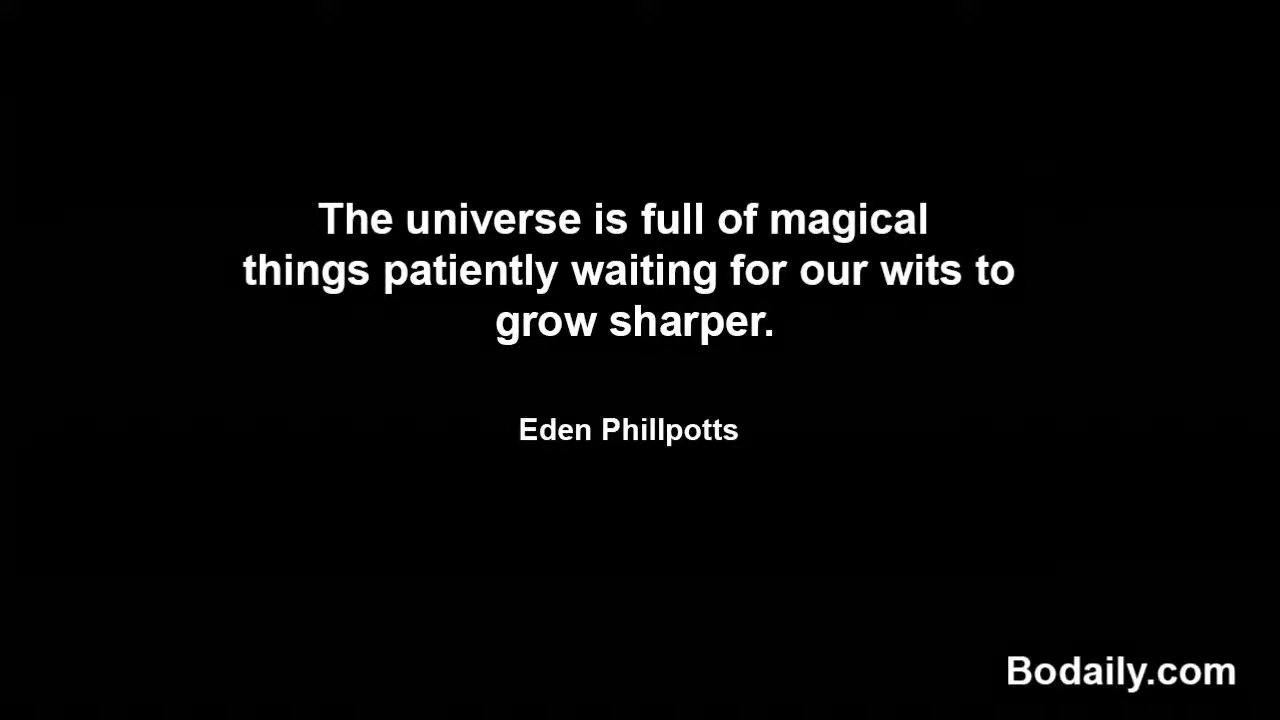 The universe is full of magical
things patiently waiting for our wits to
grow sharper.
Eden Phillpotts
Bodaily.com